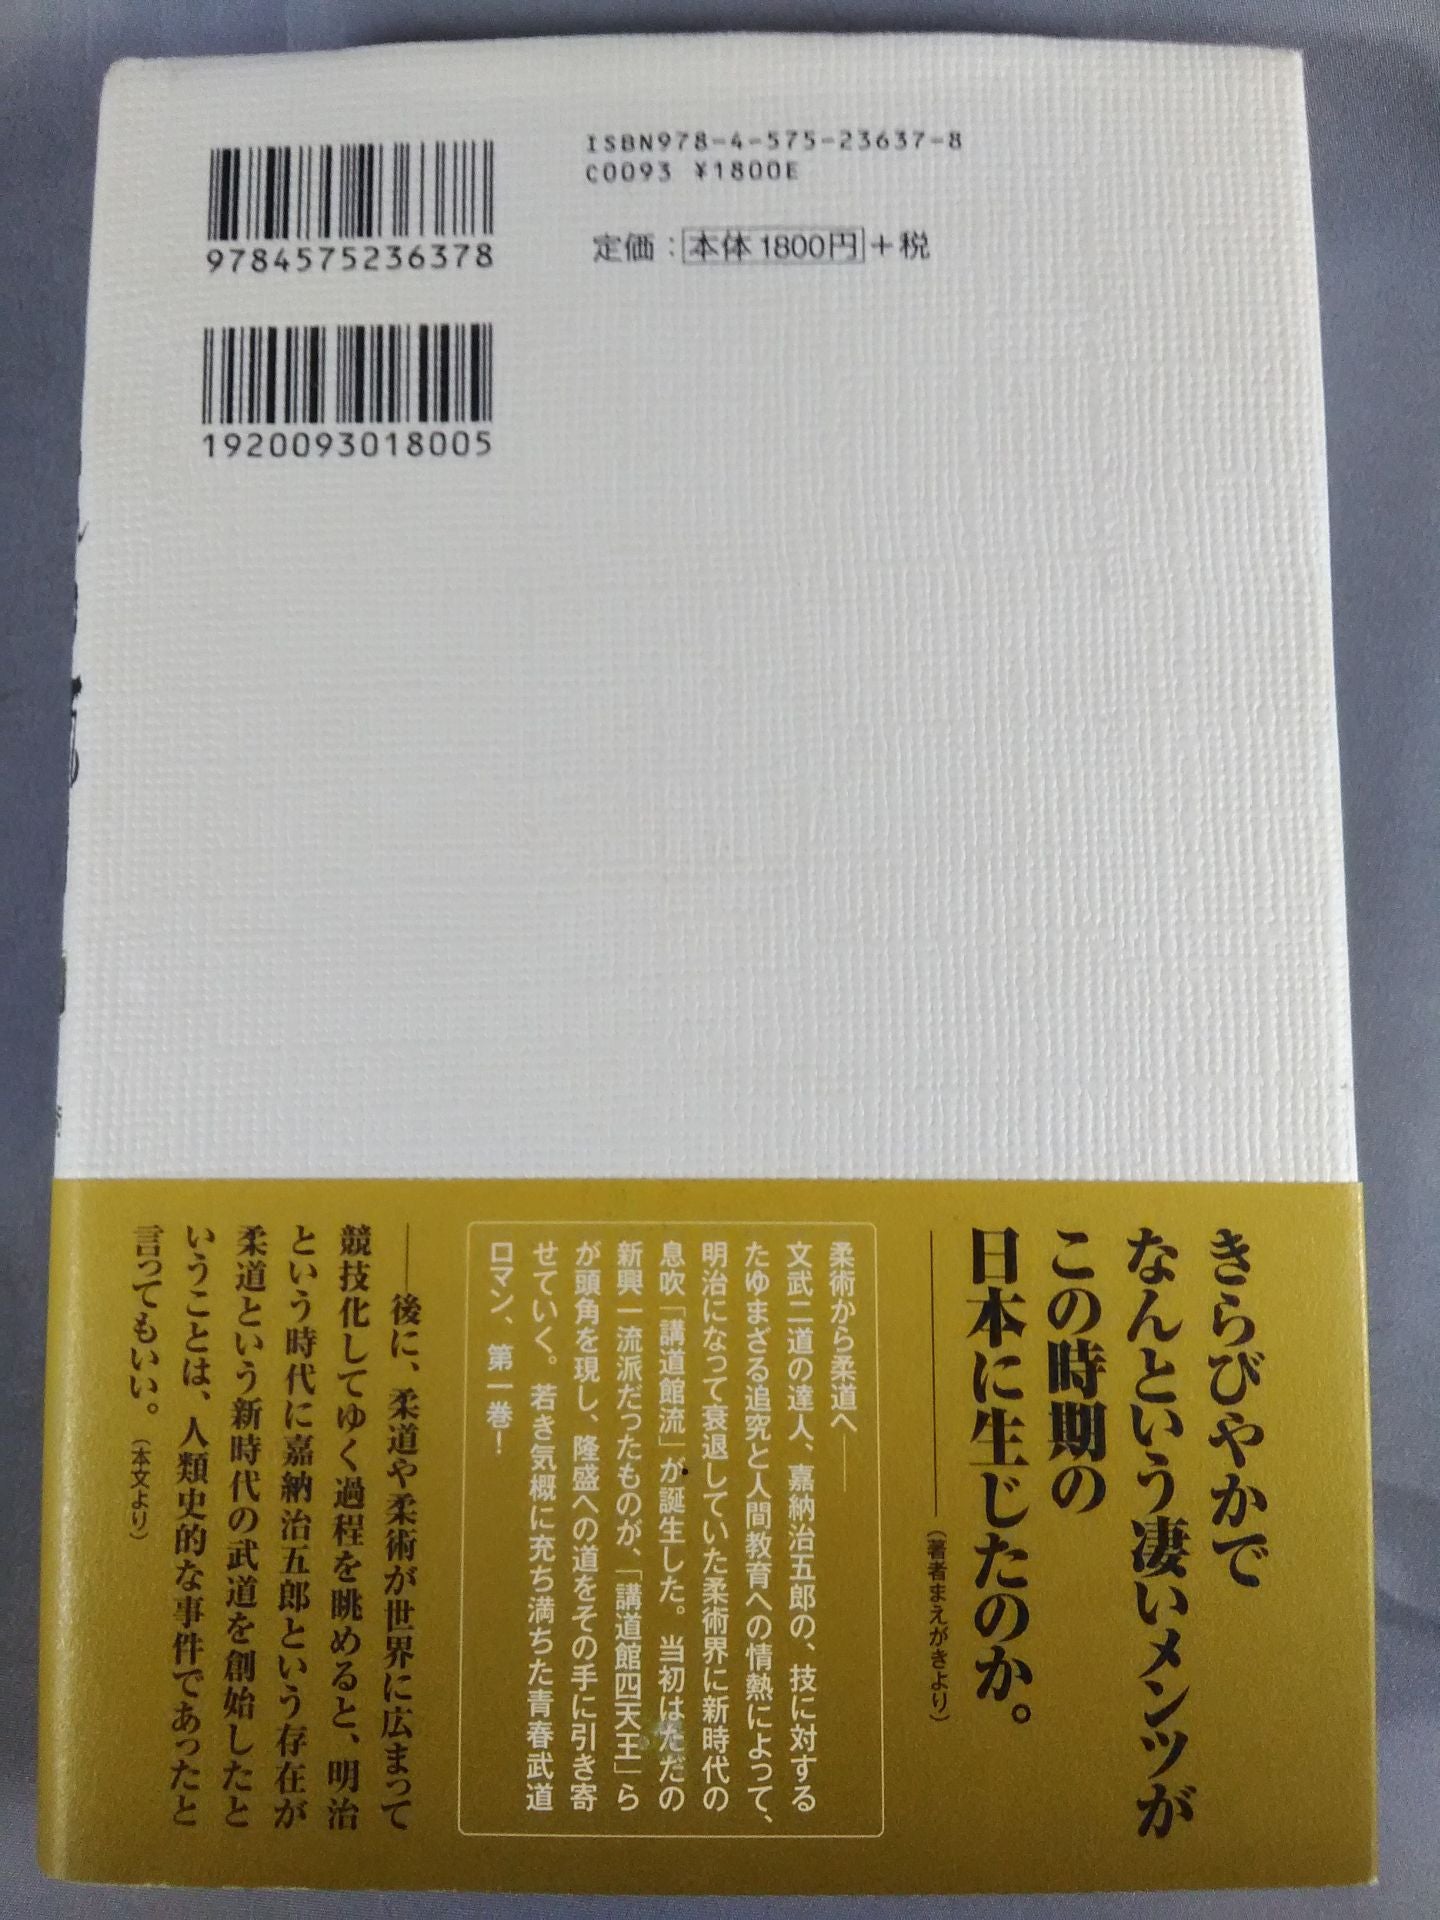 9784575236378
1920093018005
ISBN978-4-575-23637-8
C0093 ¥1800E
定価：本体1800円＋税
きらびやかで
なんという凄いメンツが
この時期の
日本に生じたのか。
――（著者まえがきより）
柔術から柔道へ――
文武二道の達人、嘉納治五郎の、技に対する
たゆまざる追究と人間教育への情熱によって、
明治になって衰退していた柔術界に新時代の
息吹「講道館流」が誕生した。当初はただの
新興一流派だったものが、「講道館四天王」ら
が頭角を現し、隆盛への道をその手に引き寄
せていく。若き気概に充ち満ちた青春武道
ロマン、第一巻！
――後に、柔道や柔術が世界に広まって
競技化してゆく過程を眺めると、明治
という時代に嘉納治五郎という存在が
柔道という新時代の武道を創始したと
いうことは、人類史的な事件であったと
言ってもいい。（本文より）